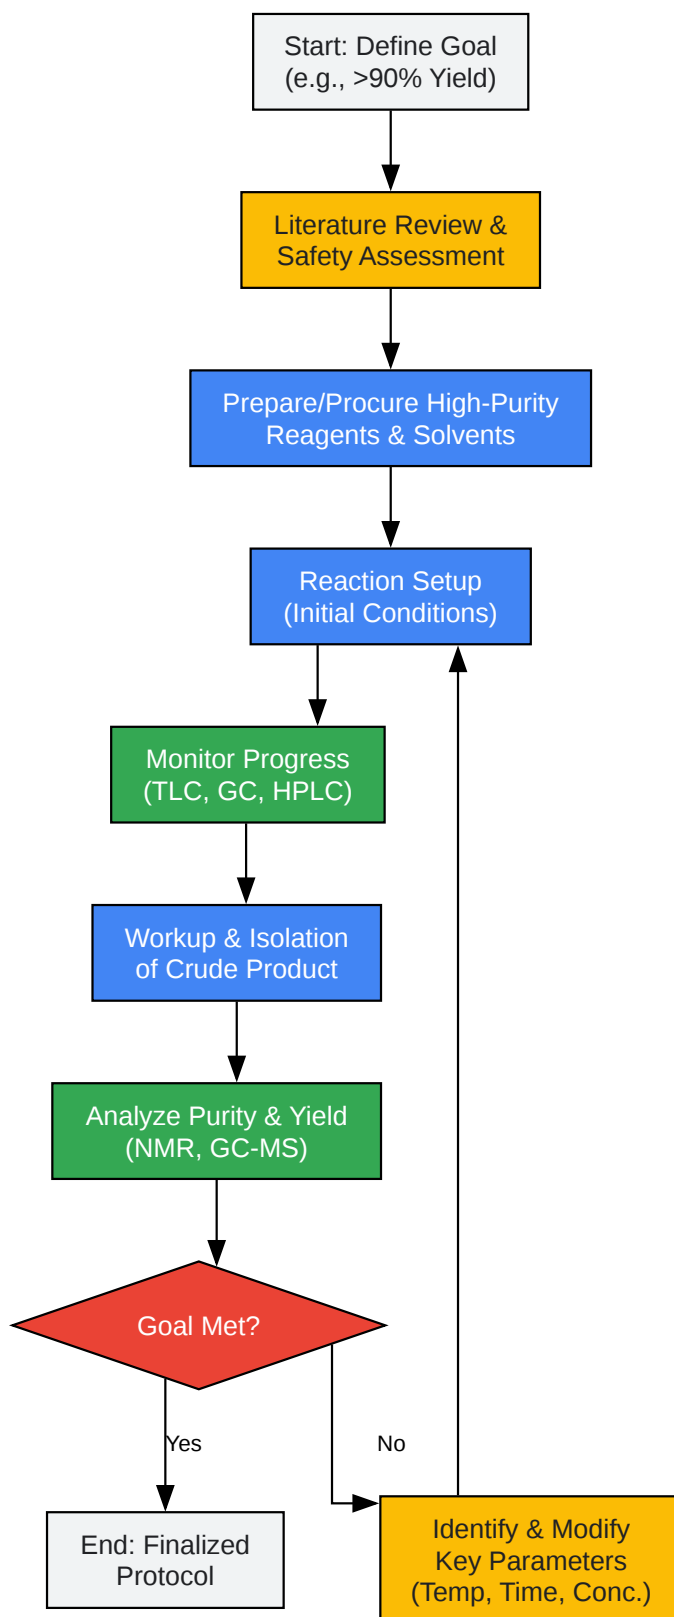 Start: Define Goal
(e.g., >90% Yield)
Literature Review &
Safety Assessment
Prepare/Procure High-Purity
Reagents & Solvents
Reaction Setup
(Initial Conditions)
Monitor Progress
(TLC, GC, HPLC)
Workup & Isolation
of Crude Product
Analyze Purity & Yield
(NMR, GC-MS)
Goal Met?
Yes
No
End: Finalized
Protocol
Identify & Modify
Key Parameters
(Temp, Time, Conc.)